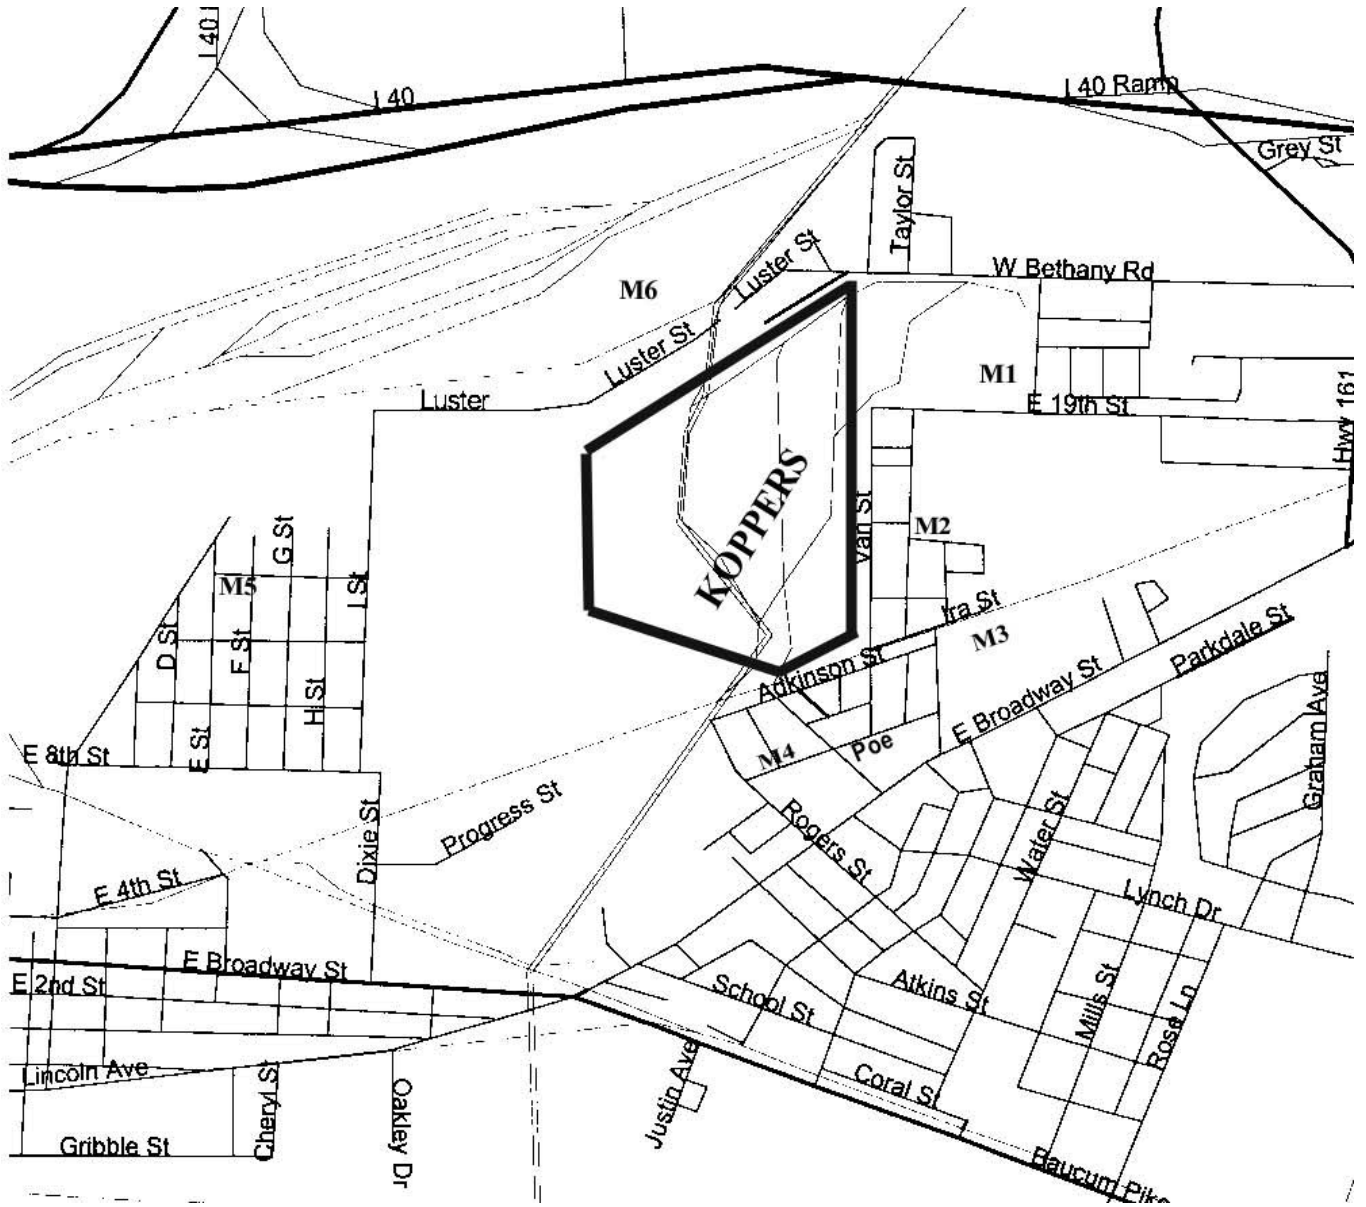 I 40
I 40
I 40 Ramp
Grey St
Taylor St
Luster St
W Bethany Rd
M6
Luster St
M1
Luster
E 19th St
Hwy 161
KOPPERS
G St
Van St
M2
M5
I St
Ira St
M3
D St
F St
Adkinson St
Parkdale St
H St
E Broadway St
E 8th St
E St
M4
Poe
Graham Ave
Progress St
Dixie St
Rogers St
Water St
E 4th St
Lynch Dr
E Broadway St
E 2nd St
School St
Atkins St
Mills St
Rose Ln
Lincoln Ave
Cheryl St
Oakley Dr
Justin Ave
Coral St
Gribble St
Baucum Pike